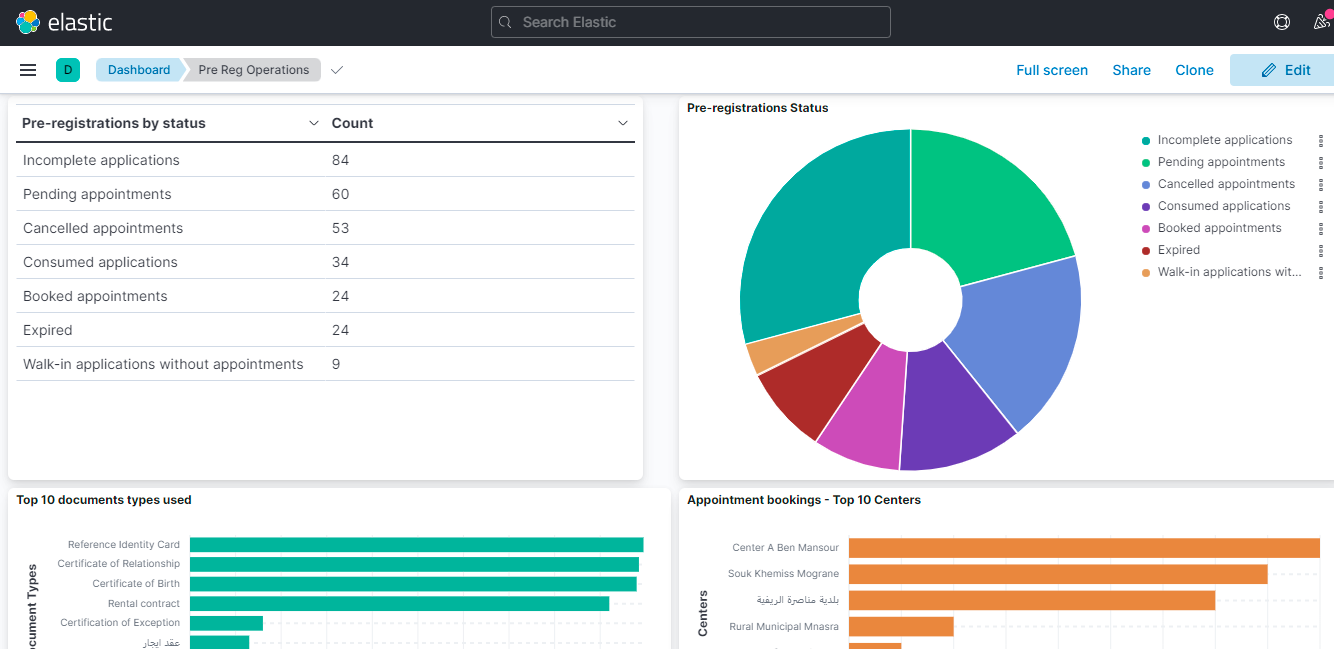 elastic
Search Elastic
D
Dashboard
Pre Reg Operations
Full screen
Share
Clone
Edit
Pre-registrations by status Count
Incomplete applications 84
Pending appointments 60
Cancelled appointments 53
Consumed applications 34
Booked appointments 24
Expired 24
Walk-in applications without appointments 9
Pre-registrations Status
Incomplete applications
Pending appointments
Cancelled appointments
Consumed applications
Booked appointments
Expired
Walk-in applications wit...
Top 10 documents types used
Reference Identity Card
Certificate of Relationship
Certificate of Birth
Rental contract
Certification of Exception
عقد ايجار
ocument Types
Appointment bookings - Top 10 Centers
Center A Ben Mansour
Souk Khemiss Mograne
بلدية مناصرة الريفية
Rural Municipal Mnasra
Centers